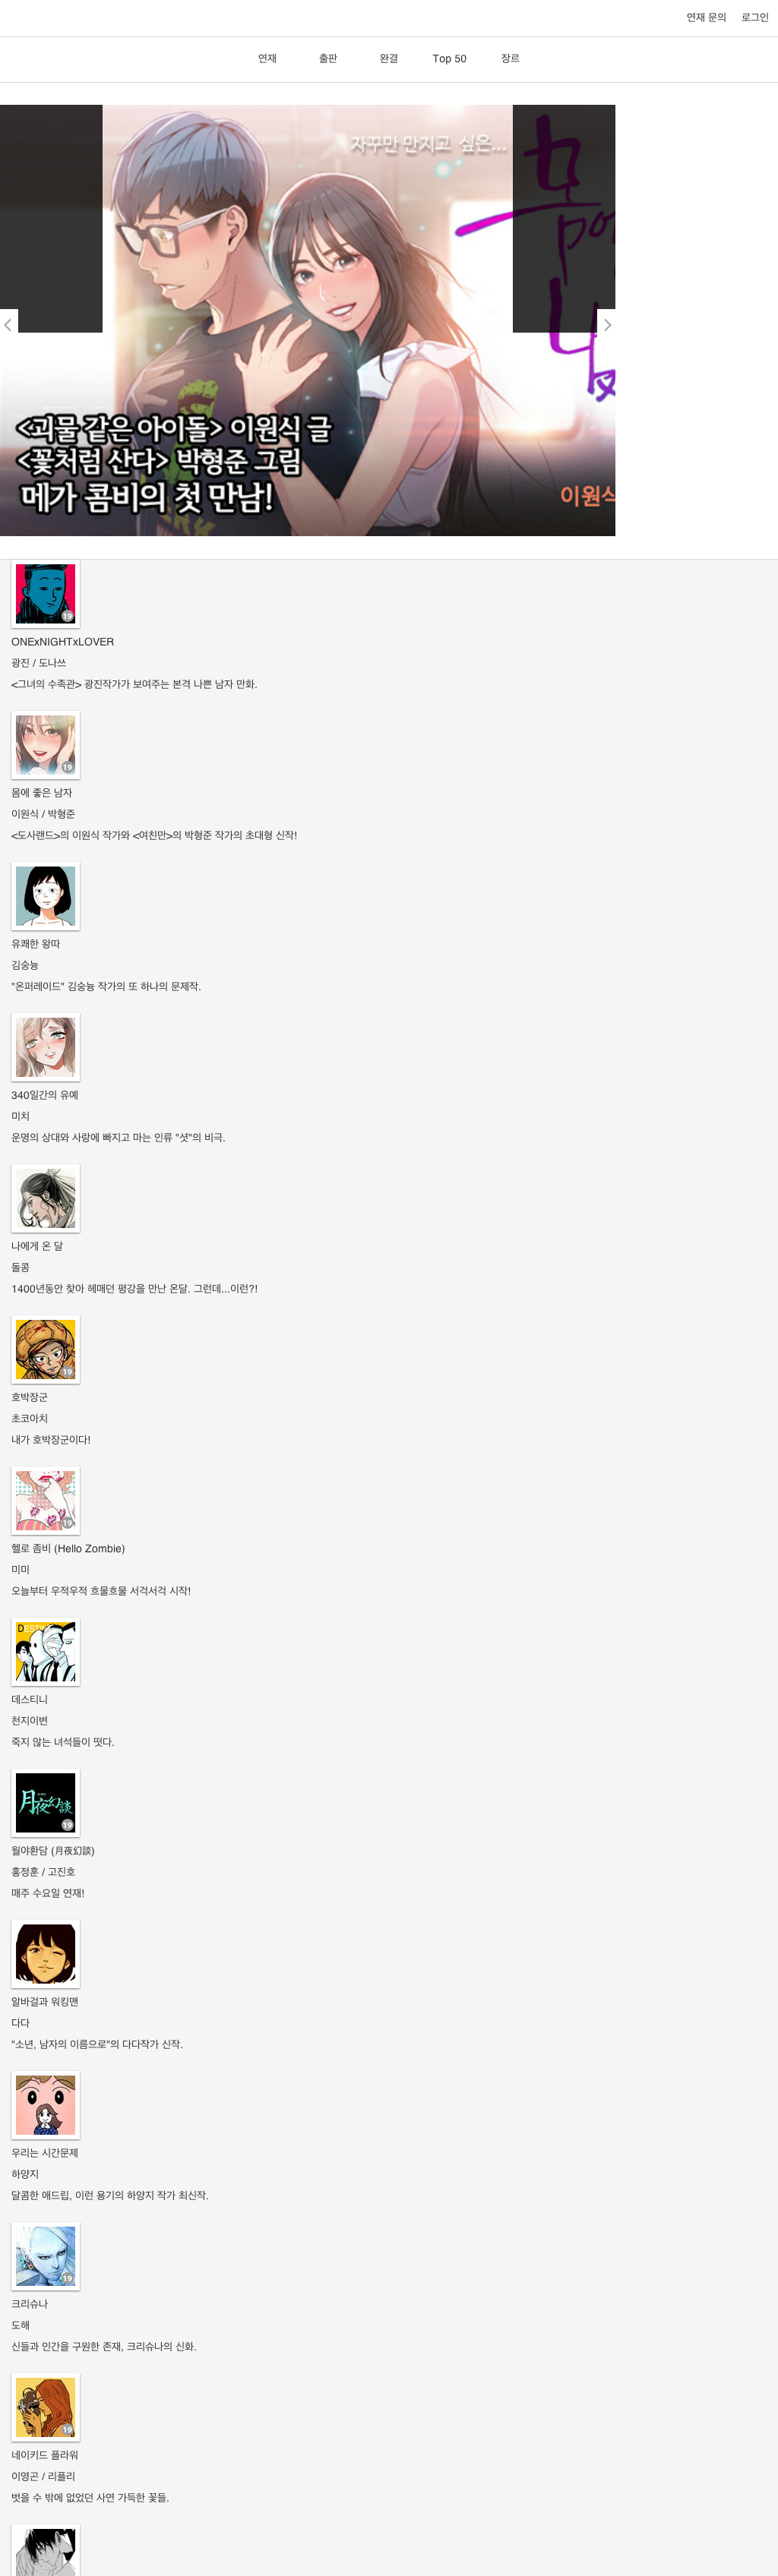 연재 문의 로그인
연재 출판 완결 Top 50 장르
자꾸만 만지고 싶은...
<괴물 같은 아이돌> 이원식 글
<꽃처럼 산다> 박형준 그림
메가 콤비의 첫 만남!
이원식
19
ONExNIGHTxLOVER
광진 / 도나쓰
<그녀의 수족관> 광진작가가 보여주는 본격 나쁜 남자 만화.
19
몸에 좋은 남자
이원식 / 박형준
<도사랜드>의 이원식 작가와 <여친만>의 박형준 작가의 초대형 신작!
유쾌한 왕따
김숭늉
"온퍼레이드" 김숭늉 작가의 또 하나의 문제작.
340일간의 유예
미치
운명의 상대와 사랑에 빠지고 마는 인류 "셧"의 비극.
나에게 온 달
돌콩
1400년동안 찾아 헤매던 평강을 만난 온달. 그런데...이런?!
19
호박장군
초코아치
내가 호박장군이다!
19
헬로 좀비 (Hello Zombie)
미미
오늘부터 우적우적 흐물흐물 서걱서걱 시작!
데스티니
천지이변
죽지 않는 녀석들이 떳다.
月夜幻談
19
월야환담 (月夜幻談)
홍정훈 / 고진호
매주 수요일 연재!
알바걸과 워킹맨
다다
"소년, 남자의 이름으로"의 다다작가 신작.
우리는 시간문제
하양지
달콤한 애드립, 이런 용기의 하양지 작가 최신작.
19
크리슈나
도해
신들과 인간을 구원한 존재, 크리슈나의 신화.
19
네이키드 플라워
이영곤 / 리플리
벗을 수 밖에 없었던 사연 가득한 꽃들.